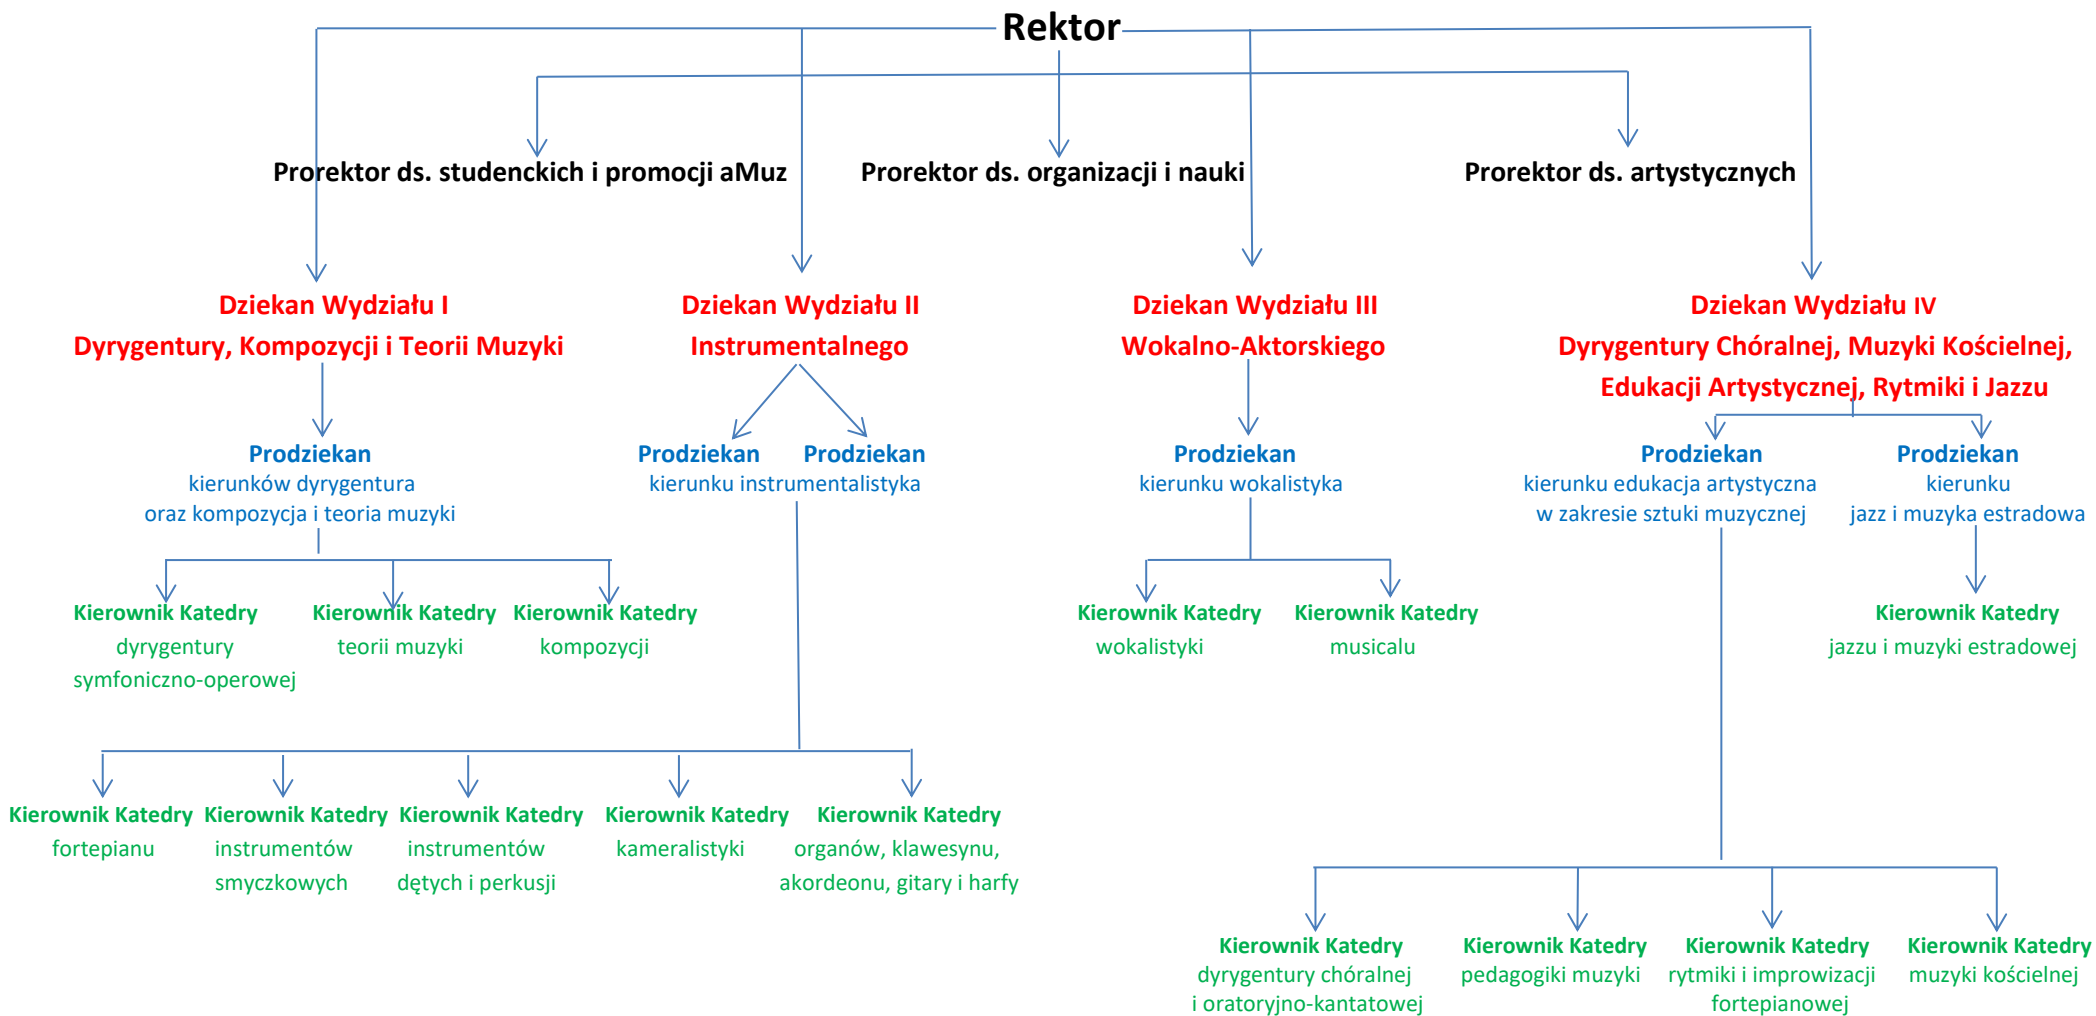 Rektor
Prorektor ds. studenckich i promocji aMuz
Prorektor ds. organizacji i nauki
Prorektor ds. artystycznych
Dziekan Wydziału I
Dyrygentury, Kompozycji i Teorii Muzyki
Dziekan Wydziału II
Instrumentalnego
Dziekan Wydziału III
Wokalno-Aktorskiego
Dziekan Wydziału IV
Dyrygentury Chóralnej, Muzyki Kościelnej,
Edukacji Artystycznej, Rytmiki i Jazzu
Prodziekan
kierunków dyrygentura
oraz kompozycja i teoria muzyki
Prodziekan Prodziekan
kierunku instrumentalistyka
Prodziekan
kierunku wokalistyka
Prodziekan
kierunku edukacja artystyczna
w zakresie sztuki muzycznej
Prodziekan
kierunku
jazz i muzyka estradowa
Kierownik Katedry
dyrygentury
symfoniczno-operowej
Kierownik Katedry
teorii muzyki
Kierownik Katedry
kompozycji
Kierownik Katedry
wokalistyki
Kierownik Katedry
musicalu
Kierownik Katedry
jazzu i muzyki estradowej
Kierownik Katedry
fortepianu
Kierownik Katedry
instrumentów
smyczkowych
Kierownik Katedry
instrumentów
dętych i perkusji
Kierownik Katedry
kameralistyki
Kierownik Katedry
organów, klawesynu,
akordeonu, gitary i harfy
Kierownik Katedry
dyrygentury chóralnej
i oratoryjno-kantatowej
Kierownik Katedry
pedagogiki muzyki
Kierownik Katedry
rytmiki i improwizacji
fortepianowej
Kierownik Katedry
muzyki kościelnej